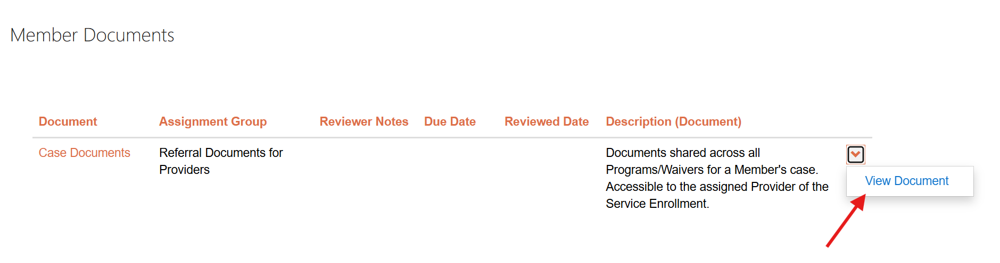 Member Documents
Document Assignment Group Reviewer Notes Due Date Reviewed Date Description (Document)
Case Documents Referral Documents for Documents shared across all
Providers Programs/Waivers for a Member's case.
View Document
Accessible to the assigned Provider of the
Service Enrollment.